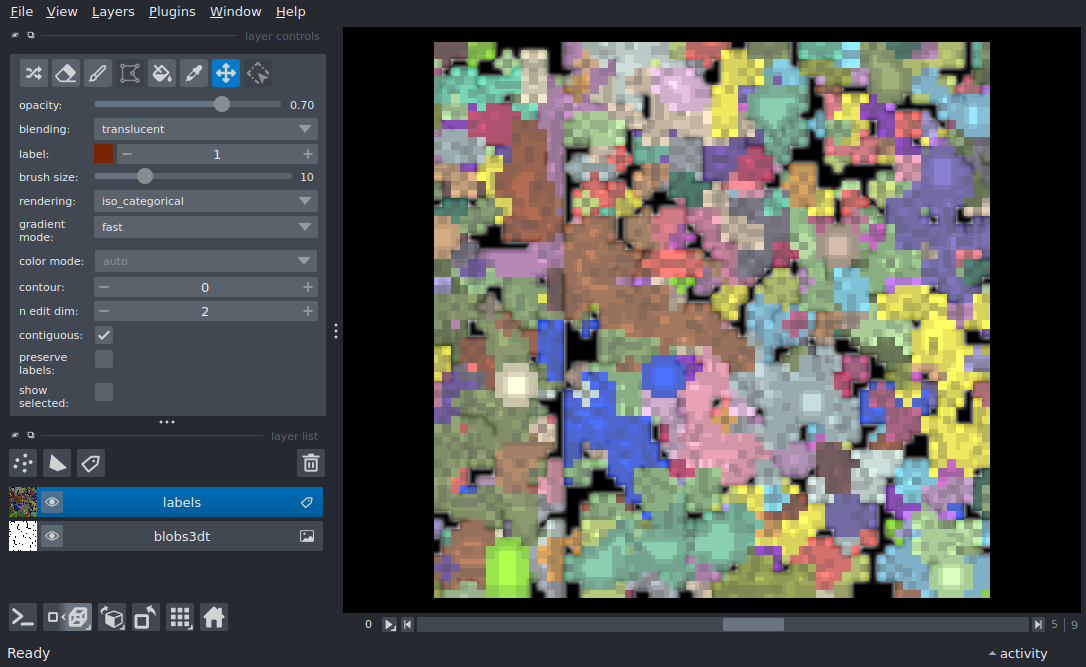 File View Layers Plugins Window Help
layer controls
opacity: 0.70
blending: translucent
label: 1
brush size: 10
rendering: iso_categorical
gradient mode: fast
color mode: auto
contour: 0
n edit dim: 2
contiguous:
preserve labels:
show selected:
layer list
labels
blobs3dt
0 5 | 9
Ready activity